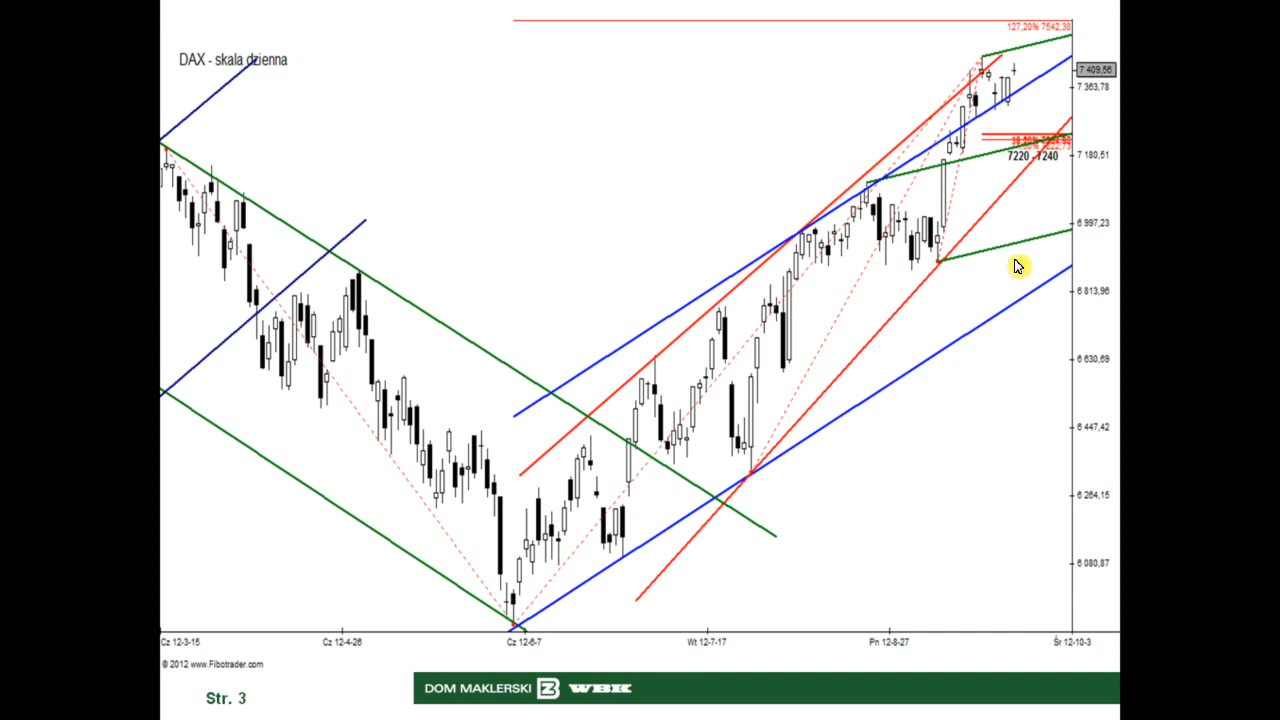 127,20% 7542,38
DAX - skala dzienna
7 409,56
7 363,78
7220 - 7240
7 180,51
6 997,23
6 813,96
6 630,69
6 447,42
6 264,15
6 080,87
Cz 12-3-15
Cz 12-4-26
Cz 12-6-7
Wt 12-7-17
Pn 12-8-27
Śr 12-10-3
© 2012 www.Fibotrader.com
Str. 3
DOM MAKLERSKI WBK